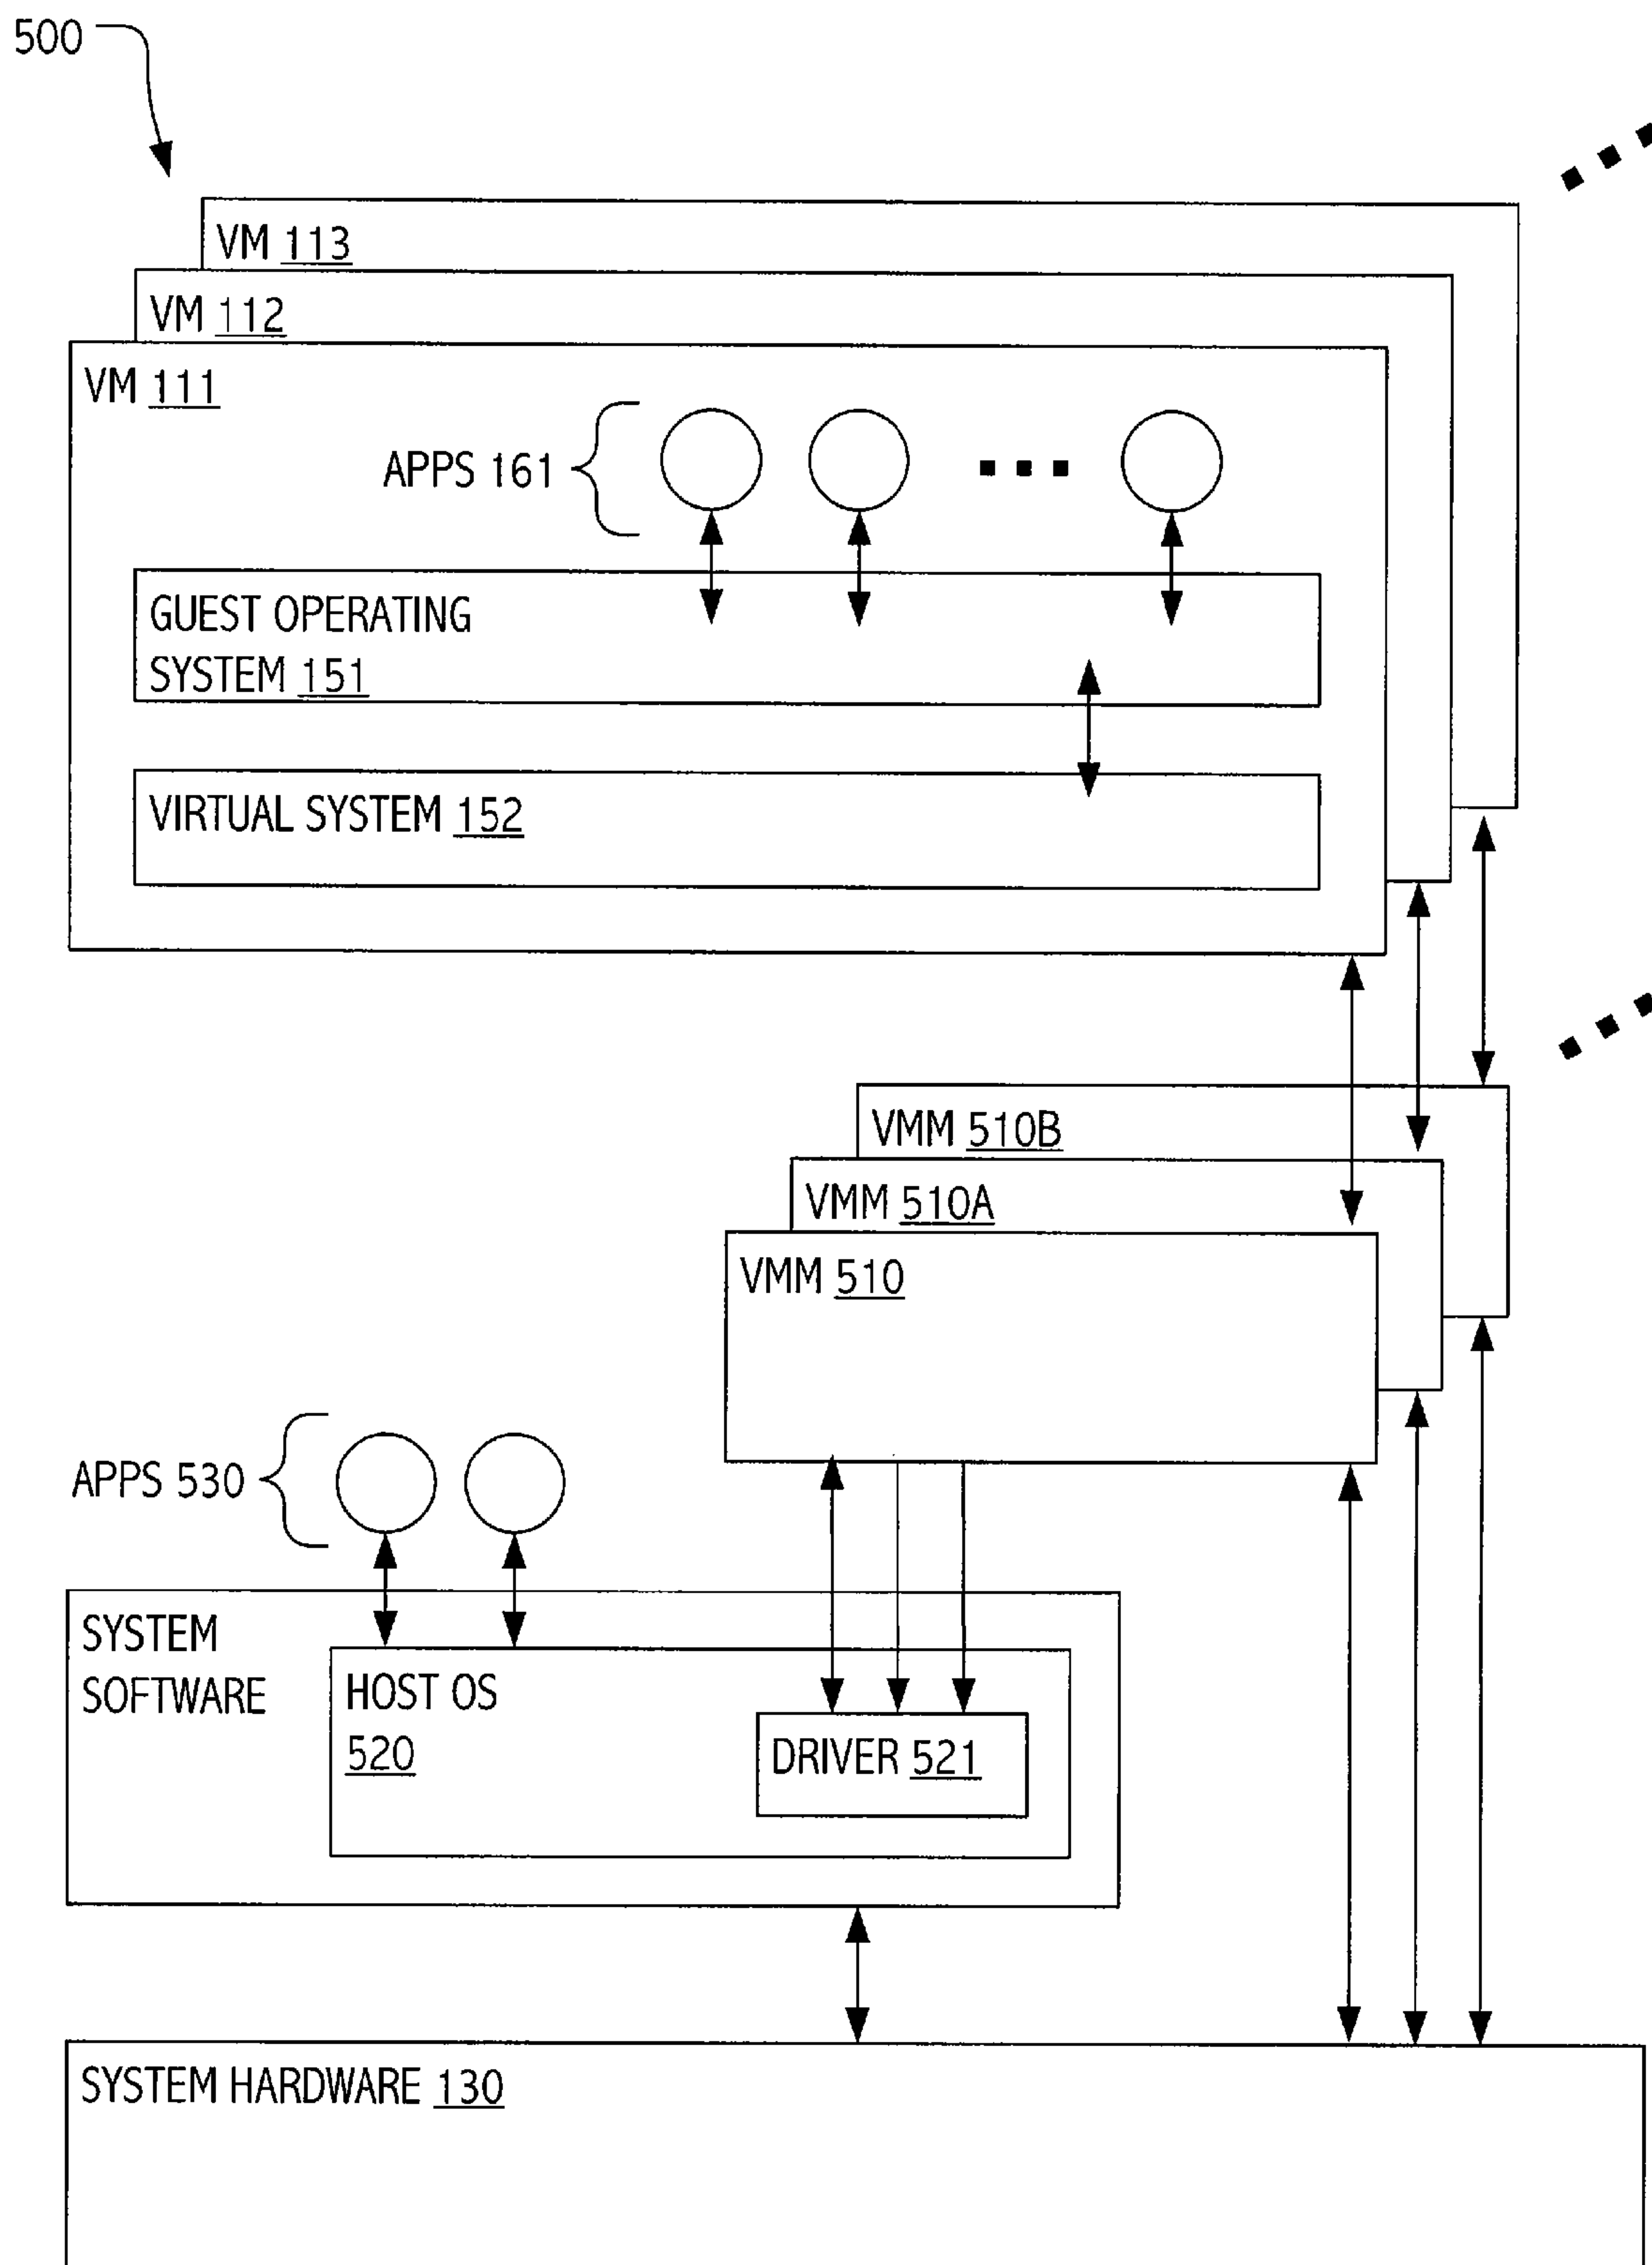 500
VM 113
VM 112
VM 111
APPS 161
GUEST OPERATING
SYSTEM 151
VIRTUAL SYSTEM 152
VMM 510B
VMM 510A
VMM 510
APPS 530
SYSTEM
SOFTWARE
HOST OS
520
DRIVER 521
SYSTEM HARDWARE 130